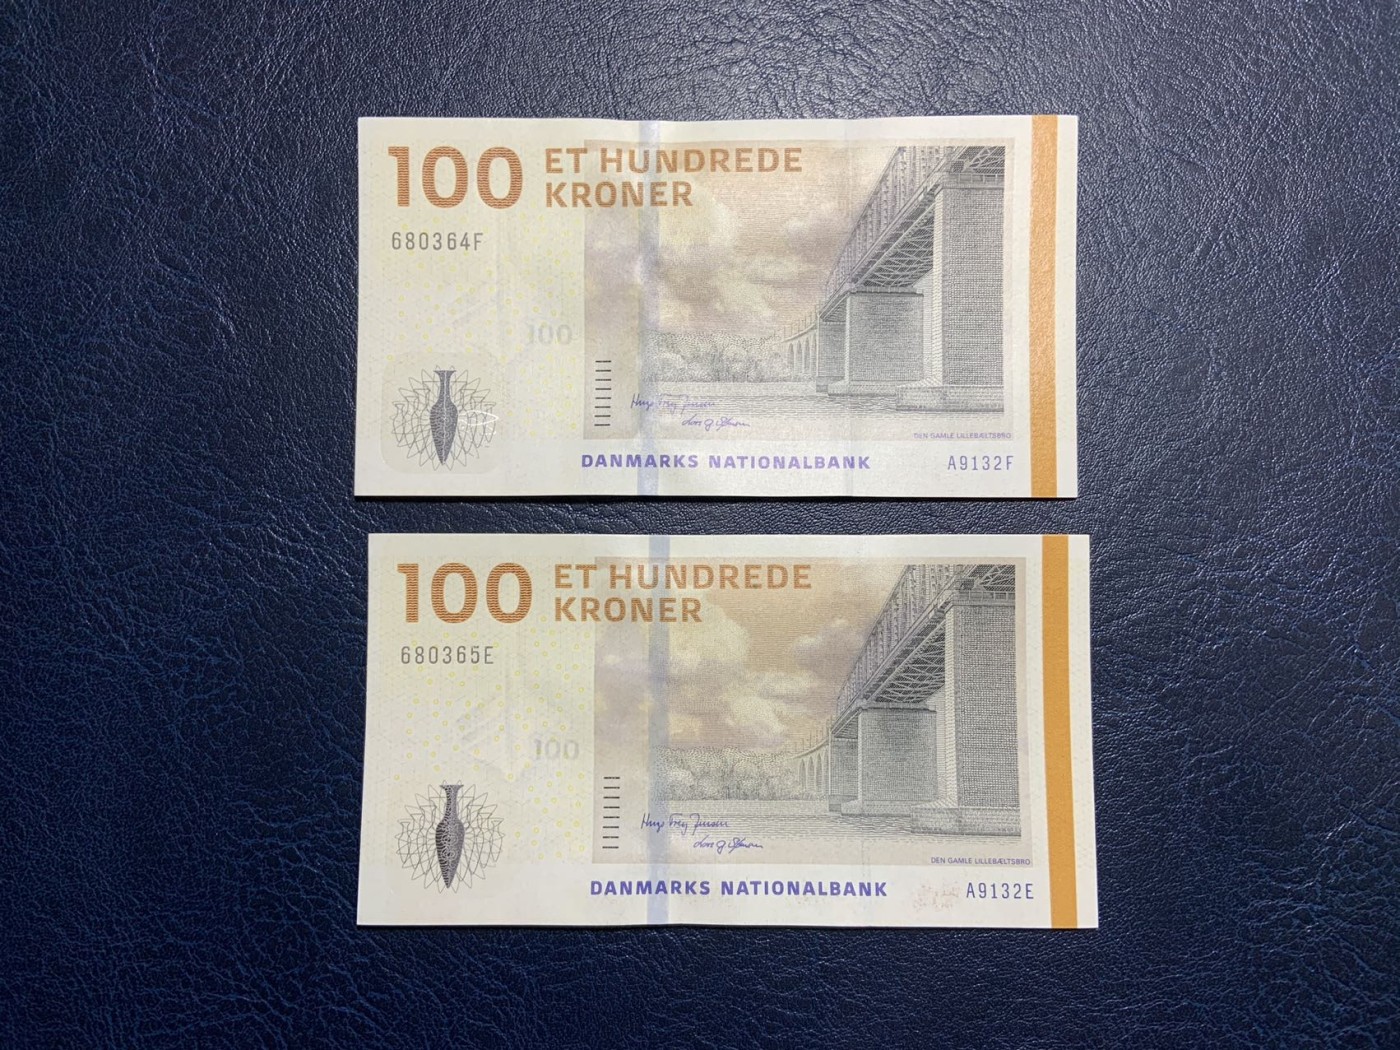 100 ET HUNDREDE
KRONER
680364F
100
DEN GAMLE LILLEBÆLTSBRO
DANMARKS NATIONALBANK A9132F
100 ET HUNDREDE
KRONER
680365E
100
DEN GAMLE LILLEBÆLTSBRO
DANMARKS NATIONALBANK A9132E